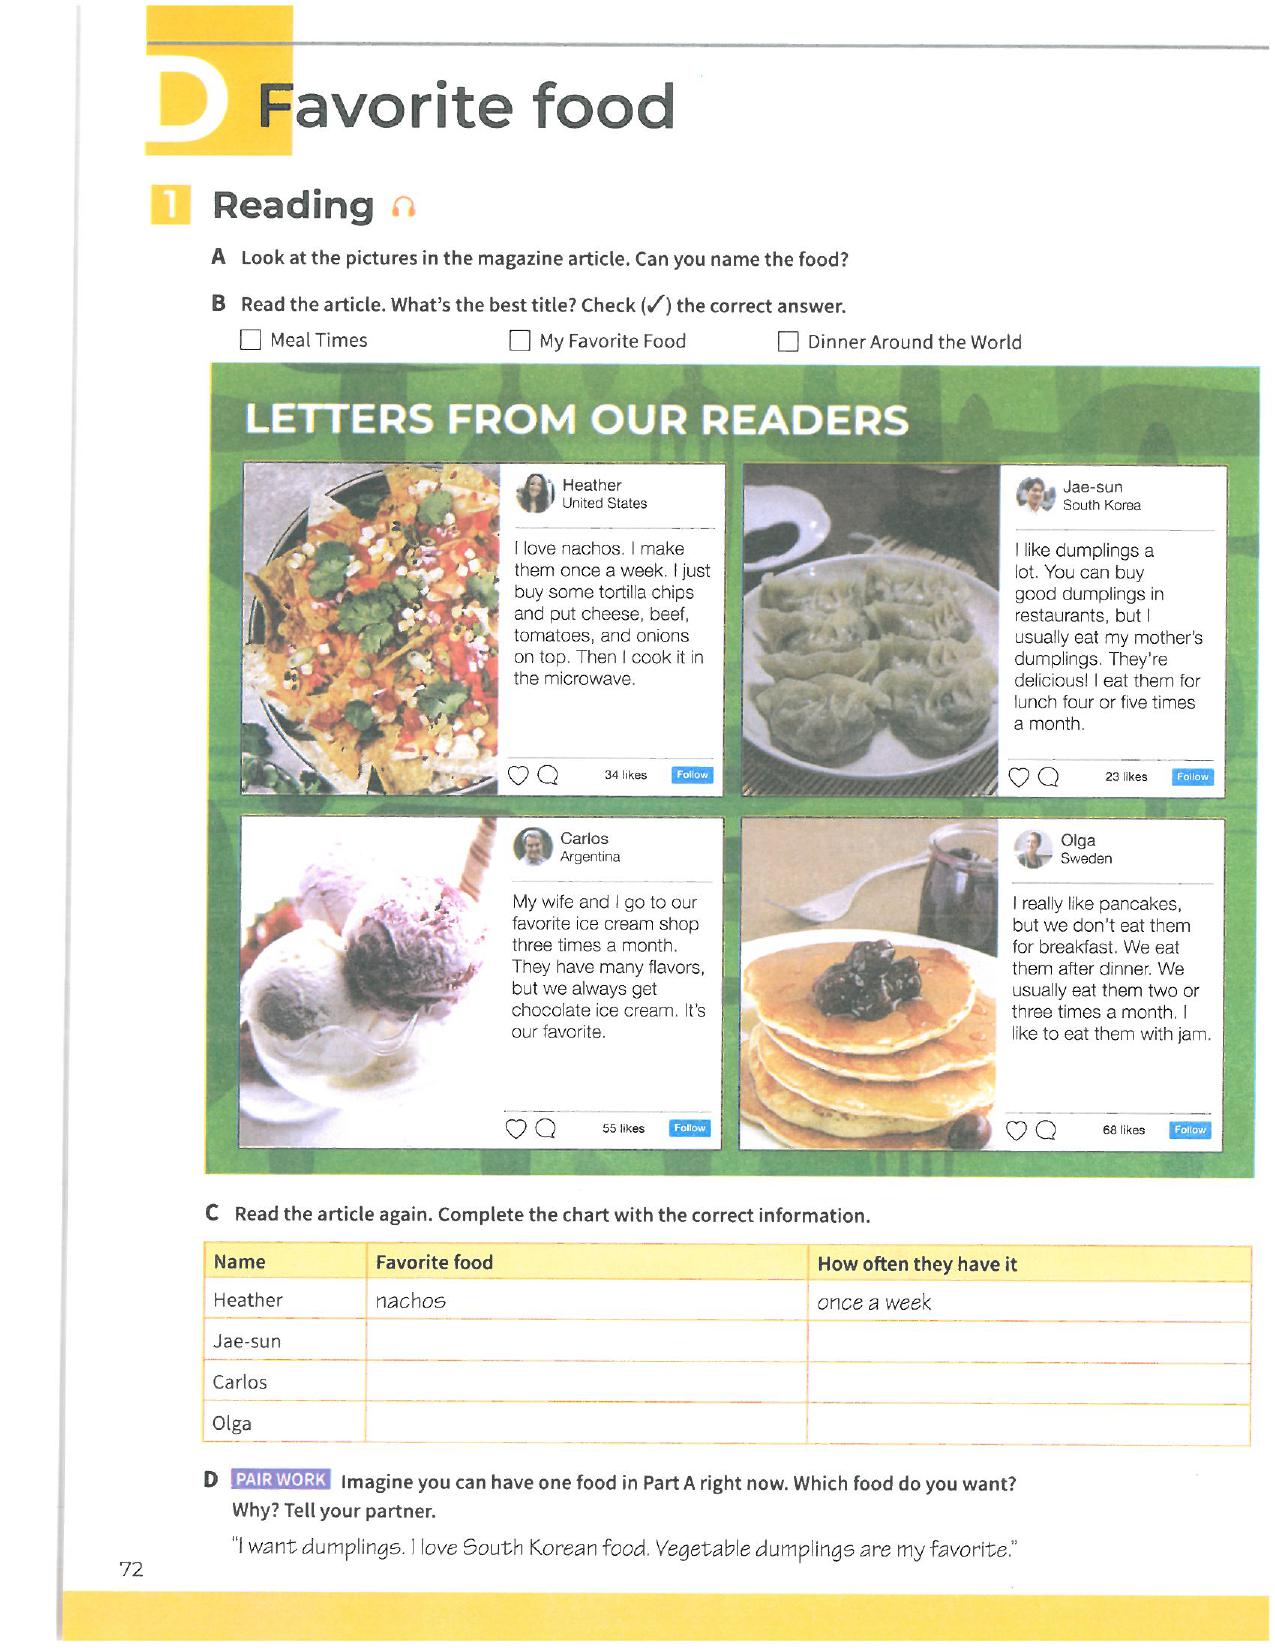 D Favorite food
1 Reading
A Look at the pictures in the magazine article. Can you name the food?
B Read the article. What's the best title? Check (✓) the correct answer.
Meal Times My Favorite Food Dinner Around the World
LETTERS FROM OUR READERS
Heather
United States
I love nachos. I make
them once a week. I just
buy some tortilla chips
and put cheese, beef,
tomatoes, and onions
on top. Then I cook it in
the microwave.
34 likes Follow
Jae-sun
South Korea
I like dumplings a
lot. You can buy
good dumplings in
restaurants, but I
usually eat my mother's
dumplings. They're
delicious! I eat them for
lunch four or five times
a month.
23 likes Follow
Carlos
Argentina
My wife and I go to our
favorite ice cream shop
three times a month.
They have many flavors,
but we always get
chocolate ice cream. It's
our favorite.
55 likes Follow
Olga
Sweden
I really like pancakes,
but we don't eat them
for breakfast. We eat
them after dinner. We
usually eat them two or
three times a month. I
like to eat them with jam.
68 likes Follow
C Read the article again. Complete the chart with the correct information.
Name Favorite food How often they have it
Heather nachos once a week
Jae-sun
Carlos
Olga
D PAIR WORK Imagine you can have one food in Part A right now. Which food do you want?
Why? Tell your partner.
"I want dumplings. I love South Korean food. Vegetable dumplings are my favorite."
72